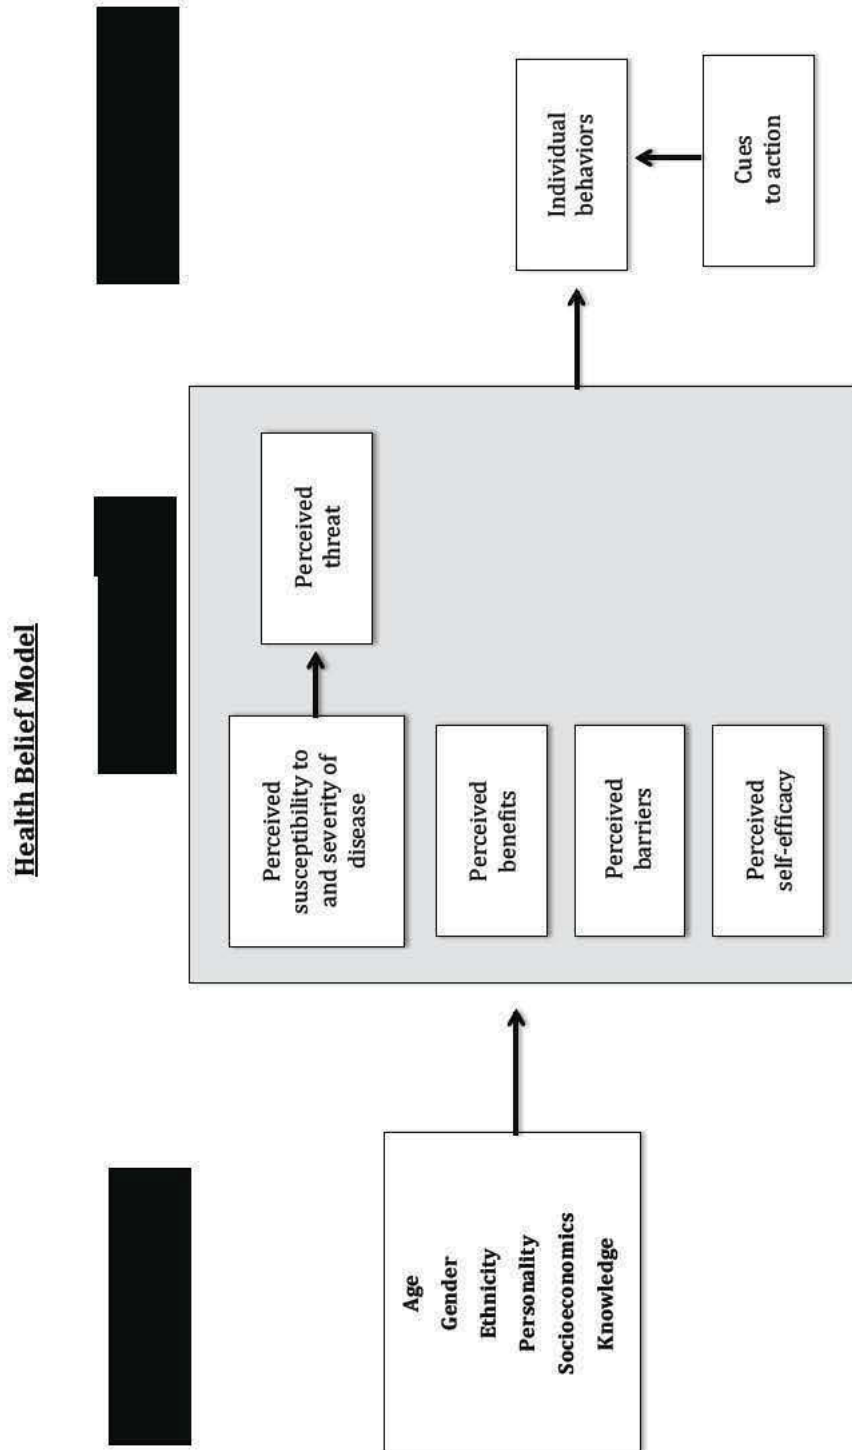 Health Belief Model
Age
Gender
Ethnicity
Personality
Socioeconomics
Knowledge
Perceived
susceptibility to
and severity of
disease
Perceived
threat
Perceived
benefits
Perceived
barriers
Perceived
self-efficacy
Individual
behaviors
Cues
to action